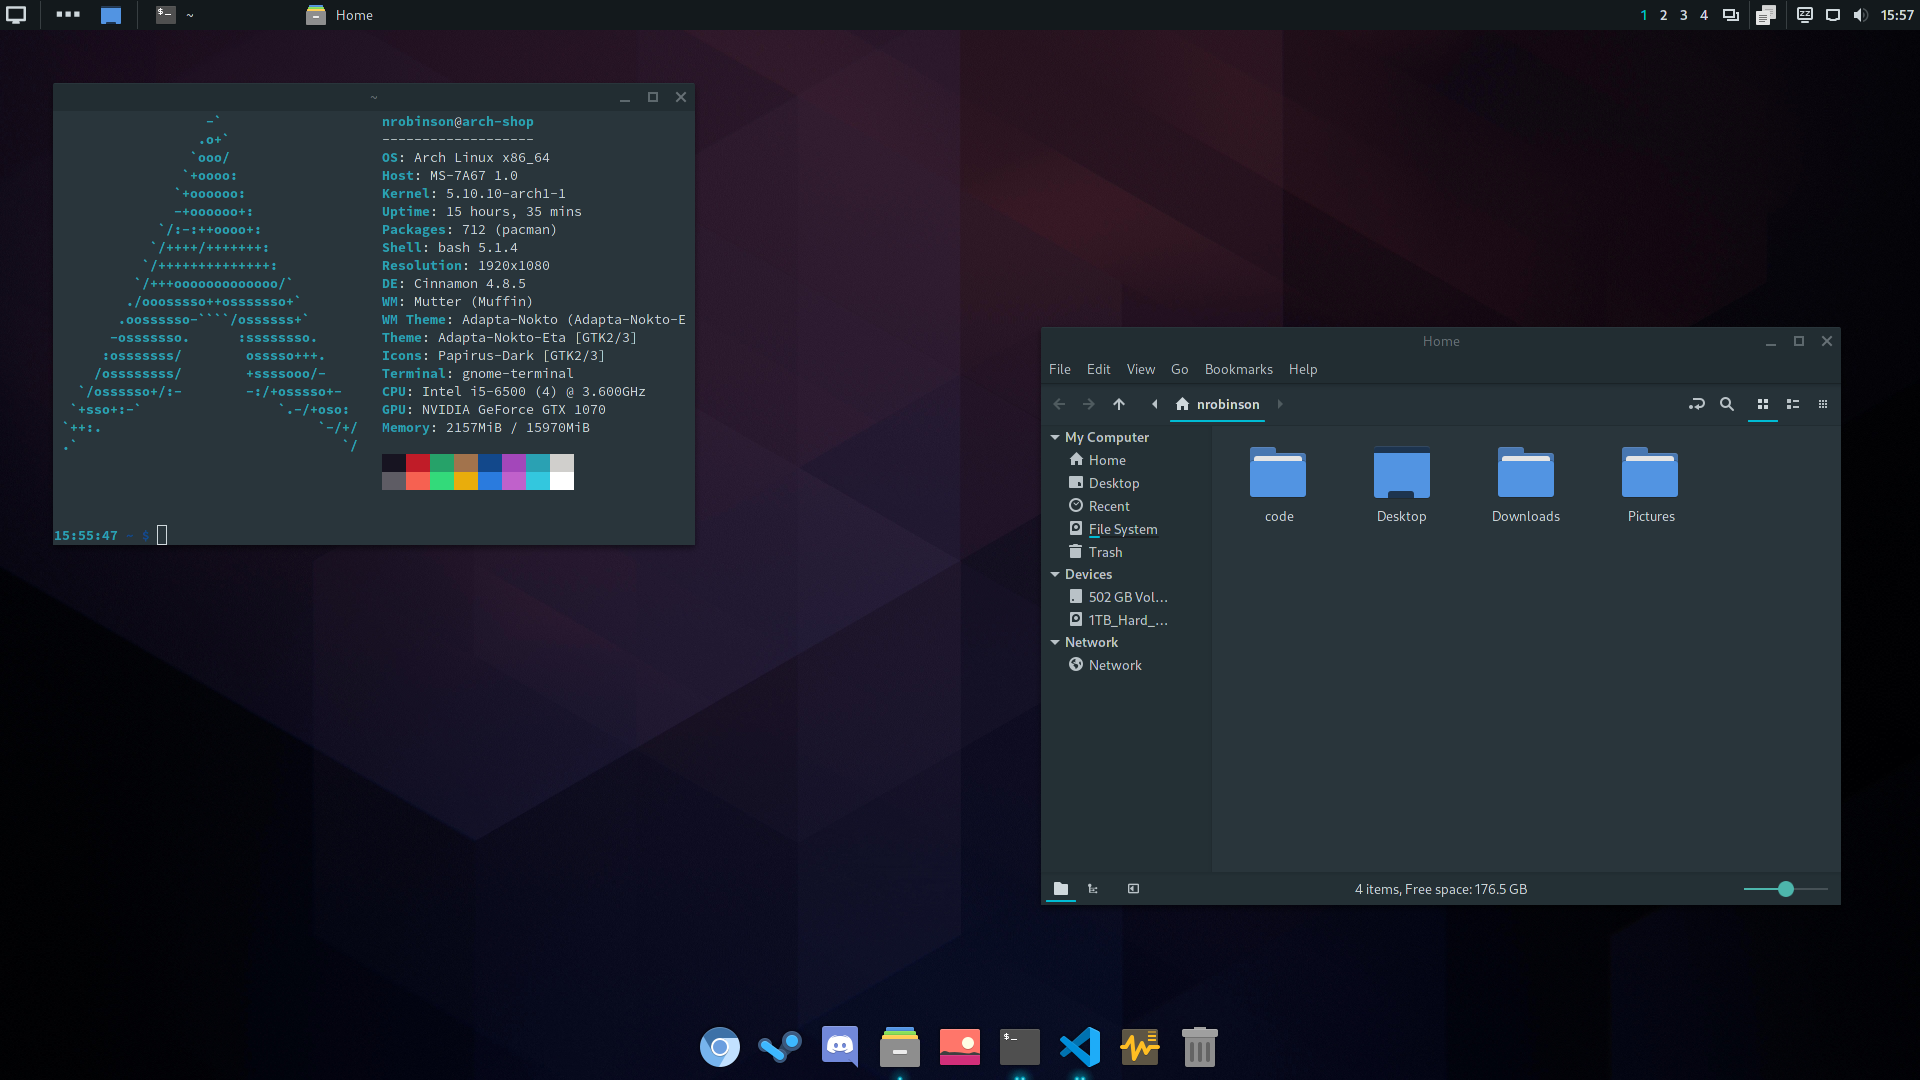 ~
Home
1 2 3 4
15:57
~
-`
.o+`
`ooo/
`+oooo:
`+oooooo:
-+oooooo+:
`/:-:++oooo+:
`/++++/+++++++:
`/++++++++++++++:
`/+++ooooooooooooo/`
./ooosssso++osssssso+`
.oossssso-````/ossssss+`
-osssssso.      :ssssssso.
:osssssss/        osssso+++.
/ossssssss/        +ssssooo/-
`/ossssso+/:-        -:/+osssso+-
`+sso+:-`                 `.-/+oso:
`++:.                           `-/+/
.`                                 `/
nrobinson@arch-shop
-------------------
OS: Arch Linux x86_64
Host: MS-7A67 1.0
Kernel: 5.10.10-arch1-1
Uptime: 15 hours, 35 mins
Packages: 712 (pacman)
Shell: bash 5.1.4
Resolution: 1920x1080
DE: Cinnamon 4.8.5
WM: Mutter (Muffin)
WM Theme: Adapta-Nokto (Adapta-Nokto-E
Theme: Adapta-Nokto-Eta [GTK2/3]
Icons: Papirus-Dark [GTK2/3]
Terminal: gnome-terminal
CPU: Intel i5-6500 (4) @ 3.600GHz
GPU: NVIDIA GeForce GTX 1070
Memory: 2157MiB / 15970MiB
15:55:47 ~ $
Home
File Edit View Go Bookmarks Help
nrobinson
My Computer
Home
Desktop
Recent
File System
Trash
Devices
502 GB Vol...
1TB_Hard_...
Network
Network
code
Desktop
Downloads
Pictures
4 items, Free space: 176.5 GB
$_